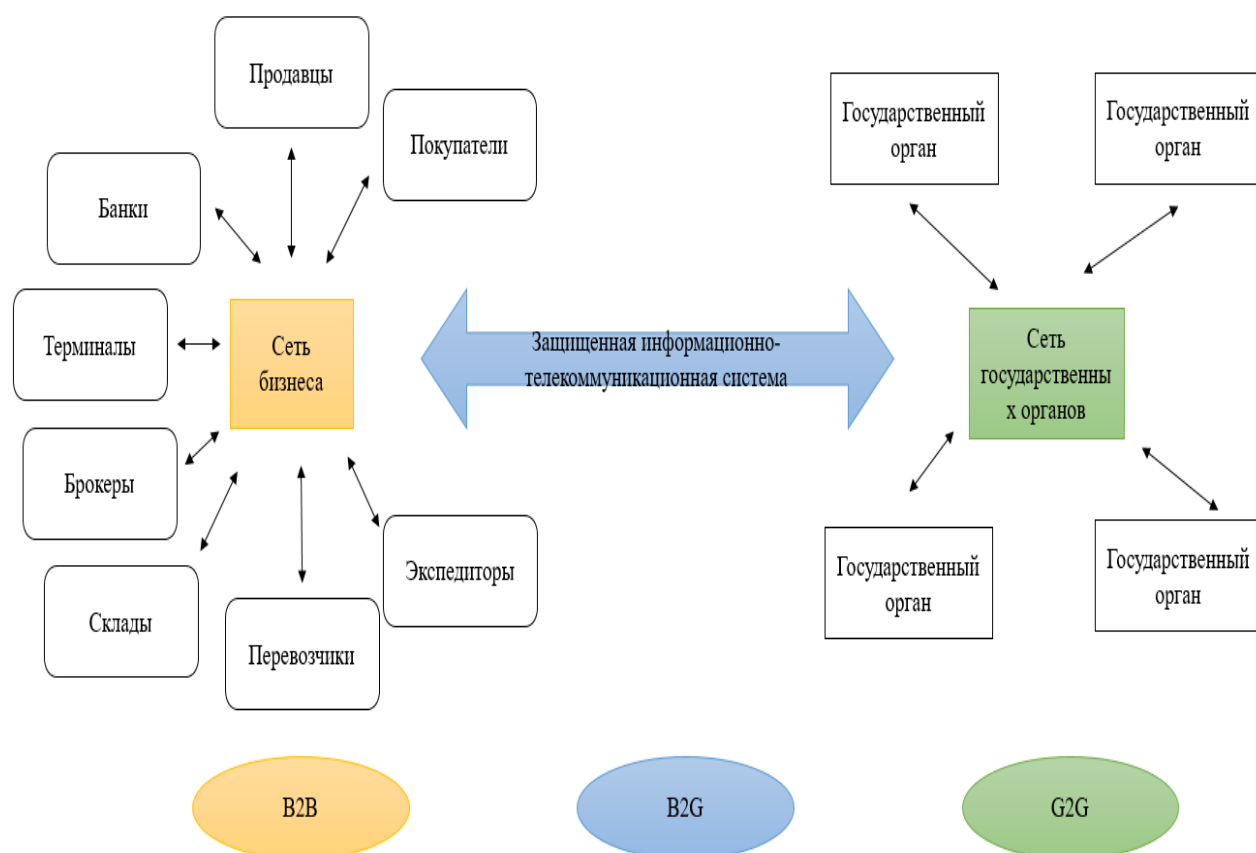 Продавцы
Покупатели
Банки
Терминалы
Сеть
бизнеса
Брокеры
Склады
Перевозчики
Экспедиторы
Защищенная информационно-
телекоммуникационная система
Государственный
орган
Государственный
орган
Сеть
государственны
х органов
Государственный
орган
Государственный
орган
B2B
B2G
G2G